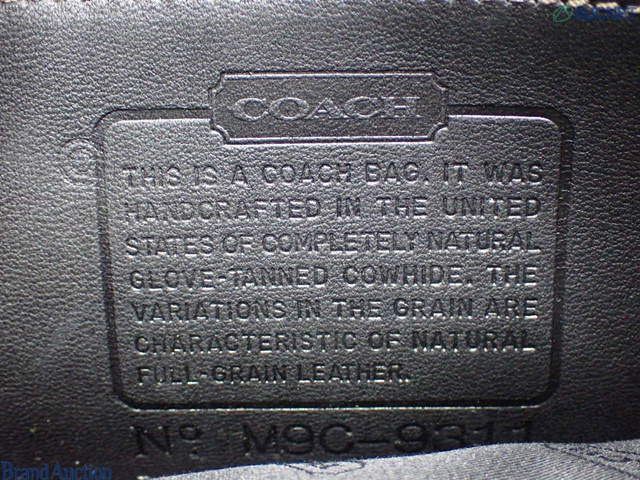 COACH
THIS IS A COACH BAG. IT WAS
HANDCRAFTED IN THE UNITED
STATES OF COMPLETELY NATURAL
GLOVE-TANNED COWHIDE. THE
VARIATIONS IN THE GRAIN ARE
CHARACTERISTIC OF NATURAL
FULL-GRAIN LEATHER.
Nº M9C-9311
Brand Auction